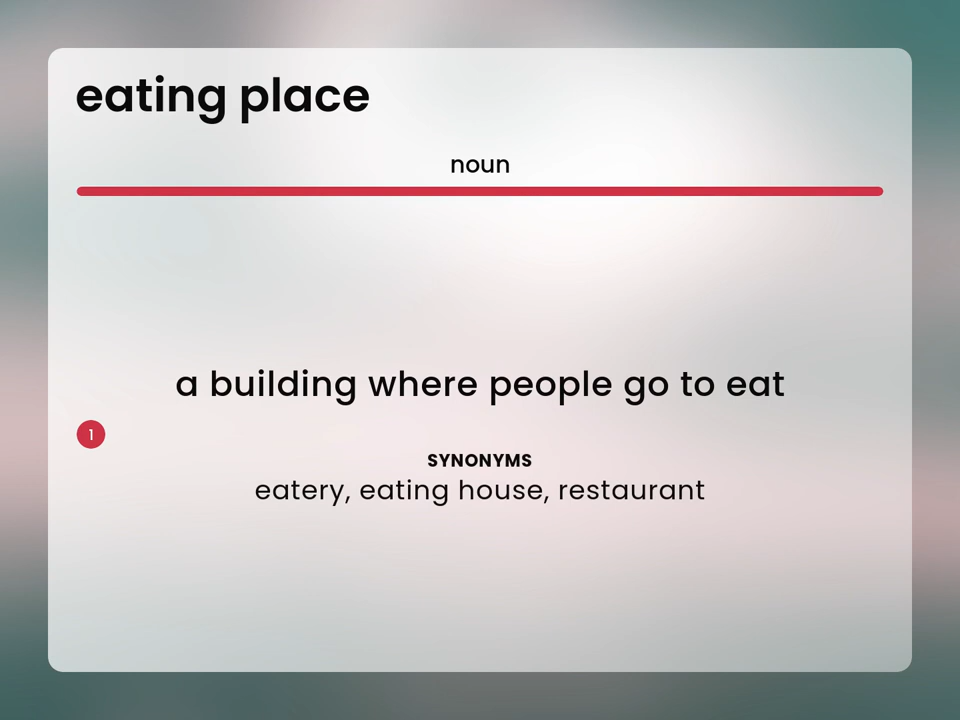 eating place
noun
a building where people go to eat
1
SYNONYMS
eatery, eating house, restaurant